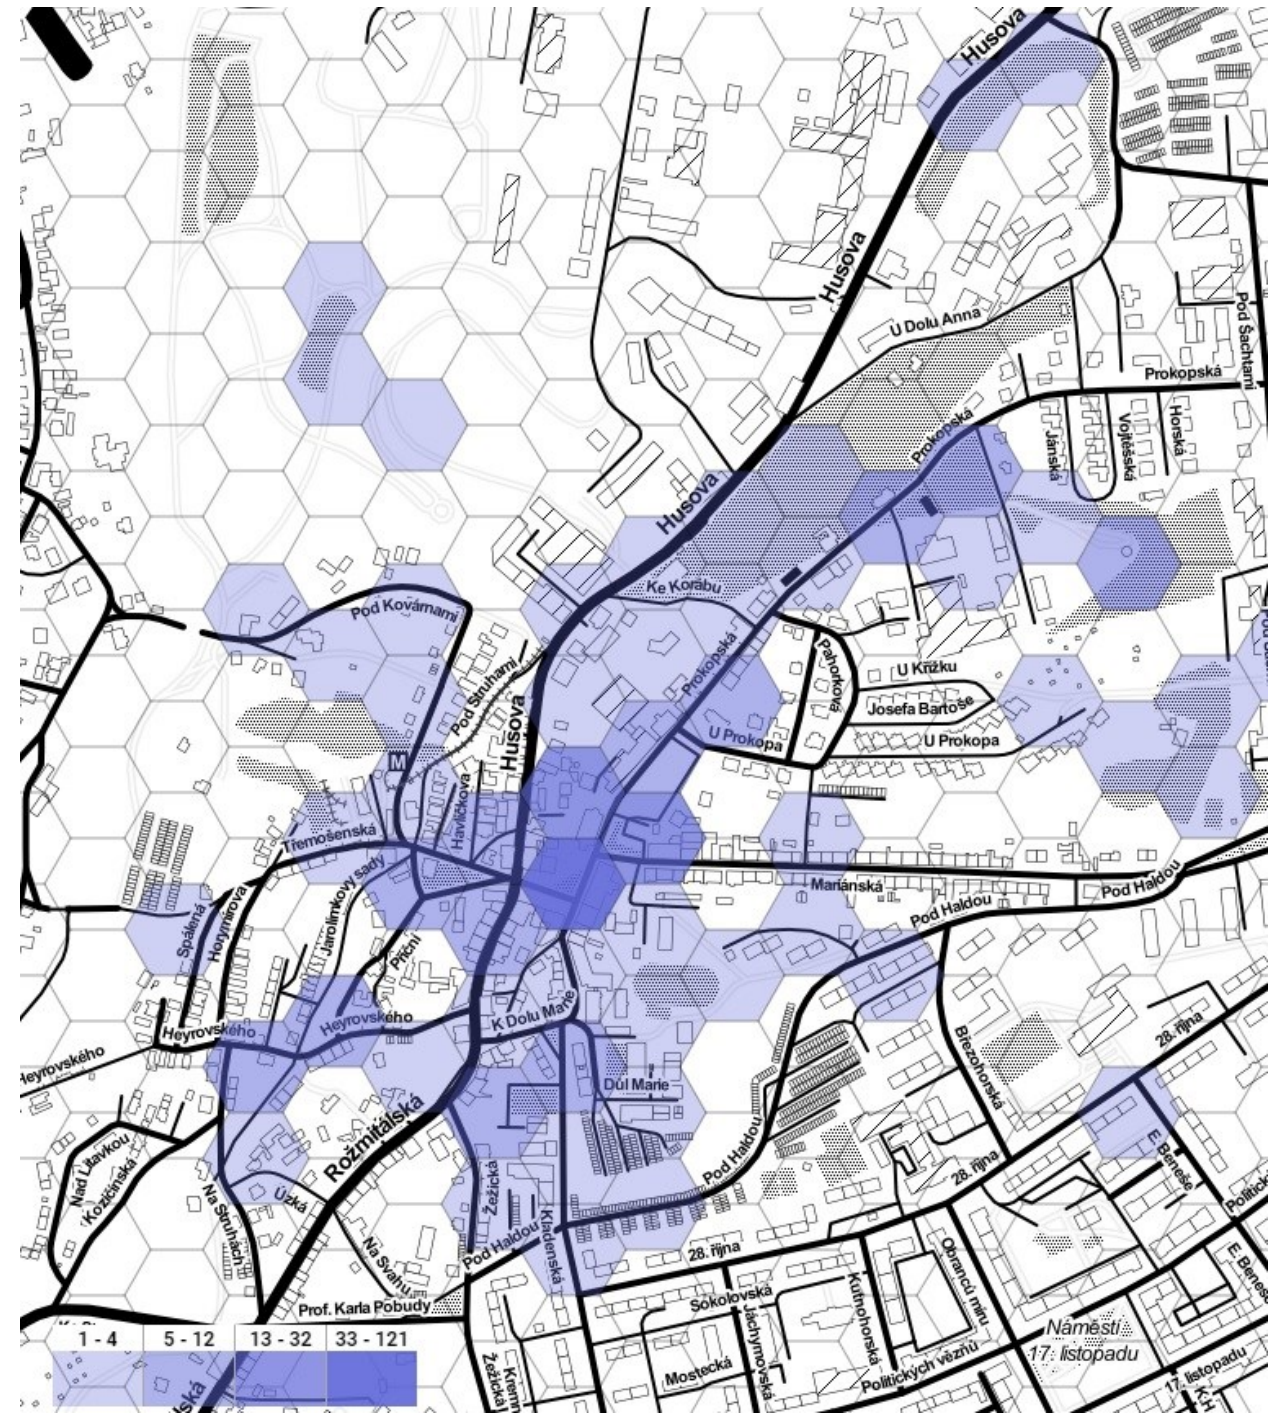 Husova
Husova
U Dolu Anna
Pod Šachtami
Prokopská
Prokopská
Jánská
Vojtěšská
Horská
Husova
Ke Korábu
Pod Kovárnami
Prokopská
Pahorková
U Křížku
Pod Struhami
Josefa Bartoše
Husova
U Prokopa
U Prokopa
M
Havlíčkova
Třemošenská
Jarolímkovy sady
Mariánská
Pod Haldou
Pod Haldou
Spálená
Horymírova
Příční
K Dolu Marie
Heyrovského
Heyrovského
Heyrovského
28. října
Březohorská
Důl Marie
Rožmitálská
Pod Haldou
Nad Litavkou
Kozičínská
28. října
E. Beneše
Žežická
Úzká
Na Struhách
Kladenská
Pod Haldou
Na Svahu
28. října
Obránců míru
E. Beneše
Prof. Karla Pobudy
Sokolovská
Jáchymovská
Kutnohorská
Náměstí
17. listopadu
1 - 4 5 - 12 13 - 32 33 - 121
Žežická
Mostecká
Politických vězňů
17. listopadu